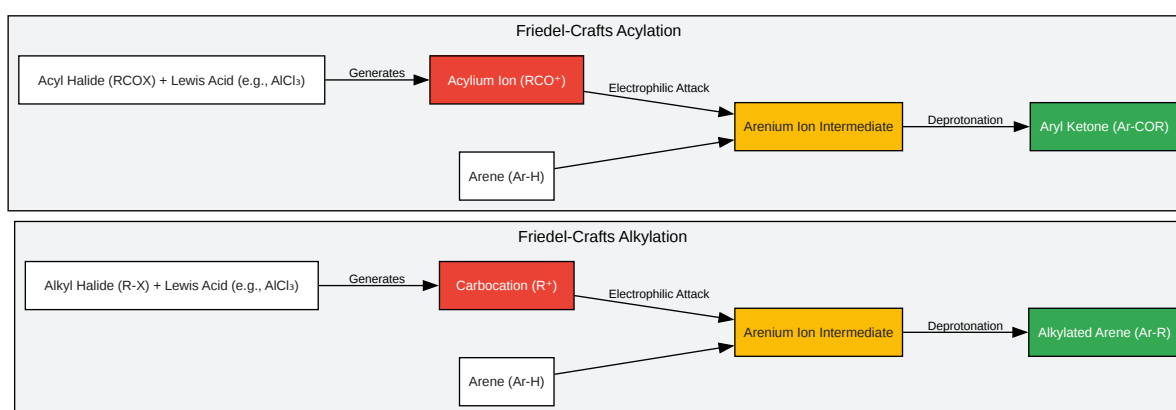 Friedel-Crafts Acylation
Acyl Halide (RCOX) + Lewis Acid (e.g., AlCl₃)
Generates
Acylium Ion (RCO⁺)
Electrophilic Attack
Arene (Ar-H)
Arenium Ion Intermediate
Deprotonation
Aryl Ketone (Ar-COR)
Friedel-Crafts Alkylation
Alkyl Halide (R-X) + Lewis Acid (e.g., AlCl₃)
Generates
Carbocation (R⁺)
Electrophilic Attack
Arene (Ar-H)
Arenium Ion Intermediate
Deprotonation
Alkylated Arene (Ar-R)